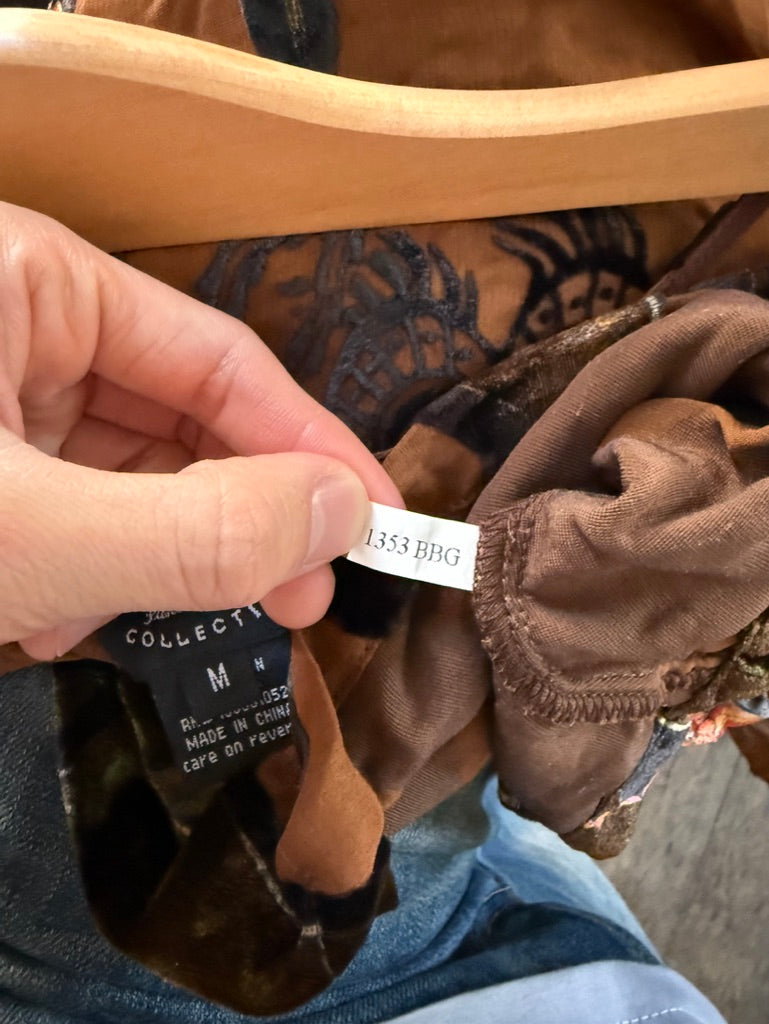 1353 BBG
COLLECT
M
MADE IN CHINA
care on rever